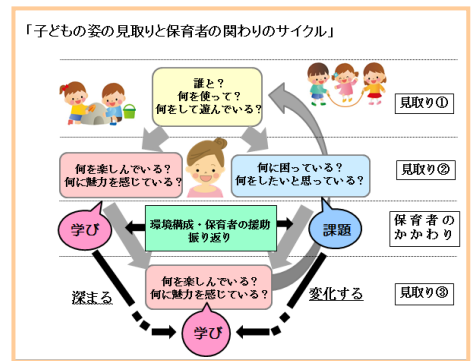 「子どもの姿の見取りと保育者の関わりのサイクル」
誰と？
何を使って？
何をして遊んでいる？
見取り①
何を楽しんでいる？
何に魅力を感じている？
何に困っている？
何をしたいと思っている？
見取り②
学び
環境構成・保育者の援助
振り返り
課題
保育者の
かかわり
何を楽しんでいる？
何に魅力を感じている？
見取り③
深まる
変化する
学び